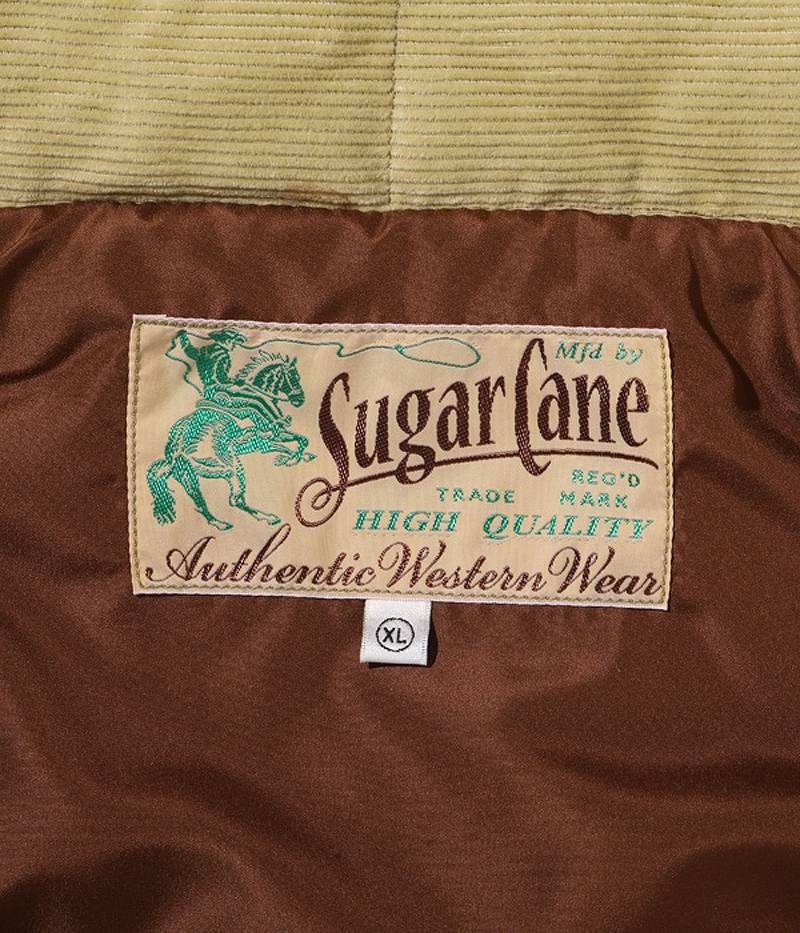 Mfd by
Sugar Cane
TRADE MARK REG'D
HIGH QUALITY
Authentic Western Wear
XL